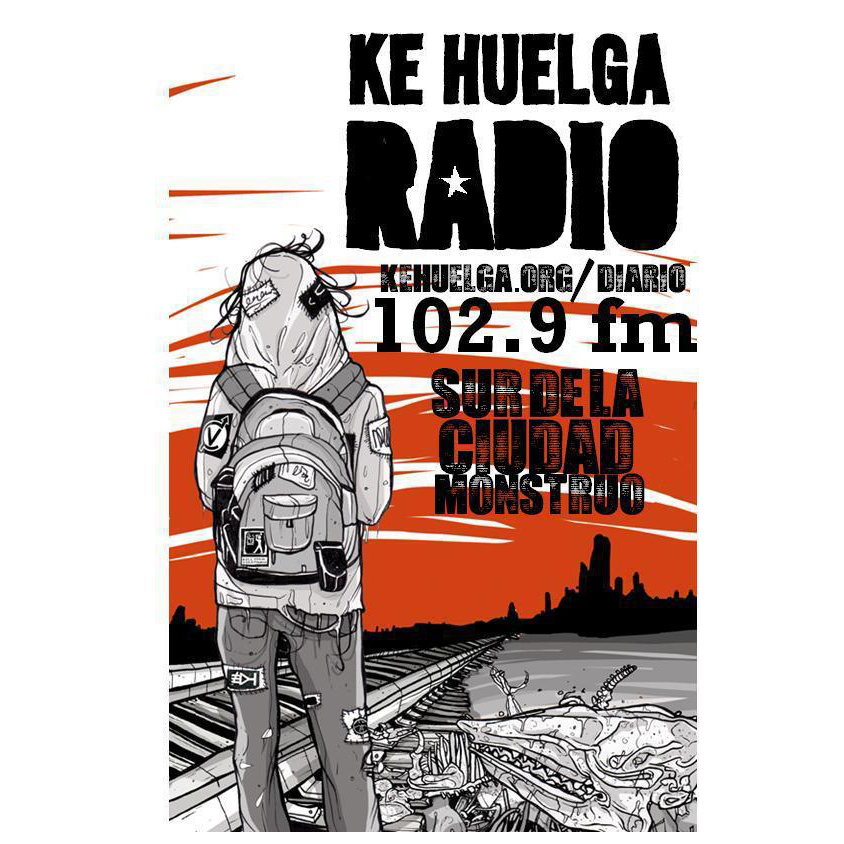 KE HUELGA
RADIO
KEHUELGA.ORG/DIARIO
102.9 fm
SUR DE LA
CIUDAD
MONSTRUO